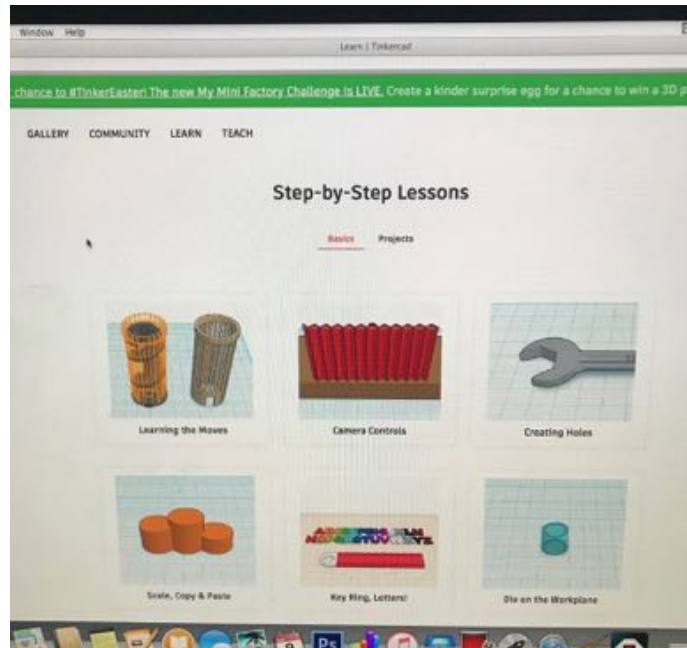 Window Help
Learn | Tinkercad
chance to #TinkerEaster! The new My Mini Factory Challenge is LIVE. Create a kinder surprise egg for a chance to win a 3D p
GALLERY COMMUNITY LEARN TEACH
Step-by-Step Lessons
Basics Projects
Learning the Moves Camera Controls Creating Holes
Scale, Copy & Paste Key Ring, Letters! Die on the Workplane
Ps